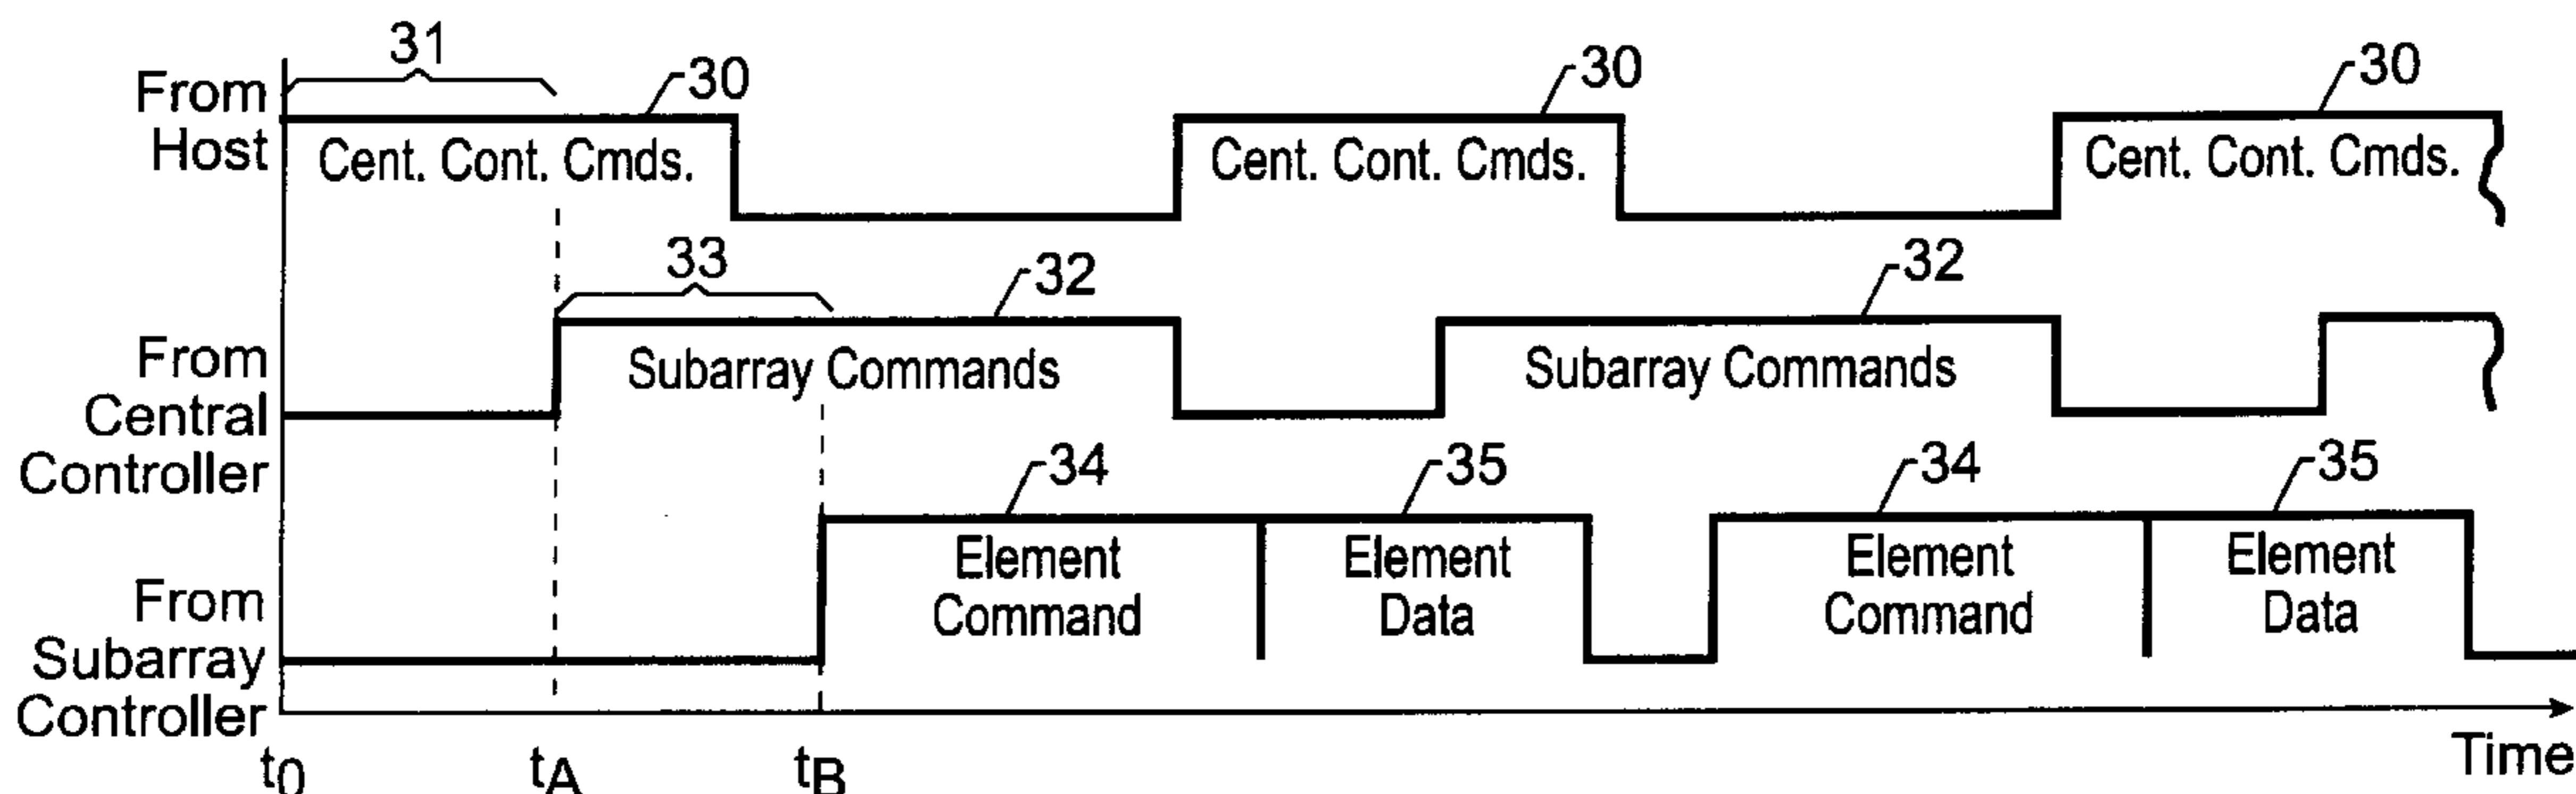 31
30
30
30
From
Host
Cent. Cont. Cmds.
Cent. Cont. Cmds.
Cent. Cont. Cmds.
33
32
32
From
Central
Controller
Subarray Commands
Subarray Commands
34
35
34
35
From
Subarray
Controller
Element
Command
Element
Data
Element
Command
Element
Data
t0
tA
tB
Time